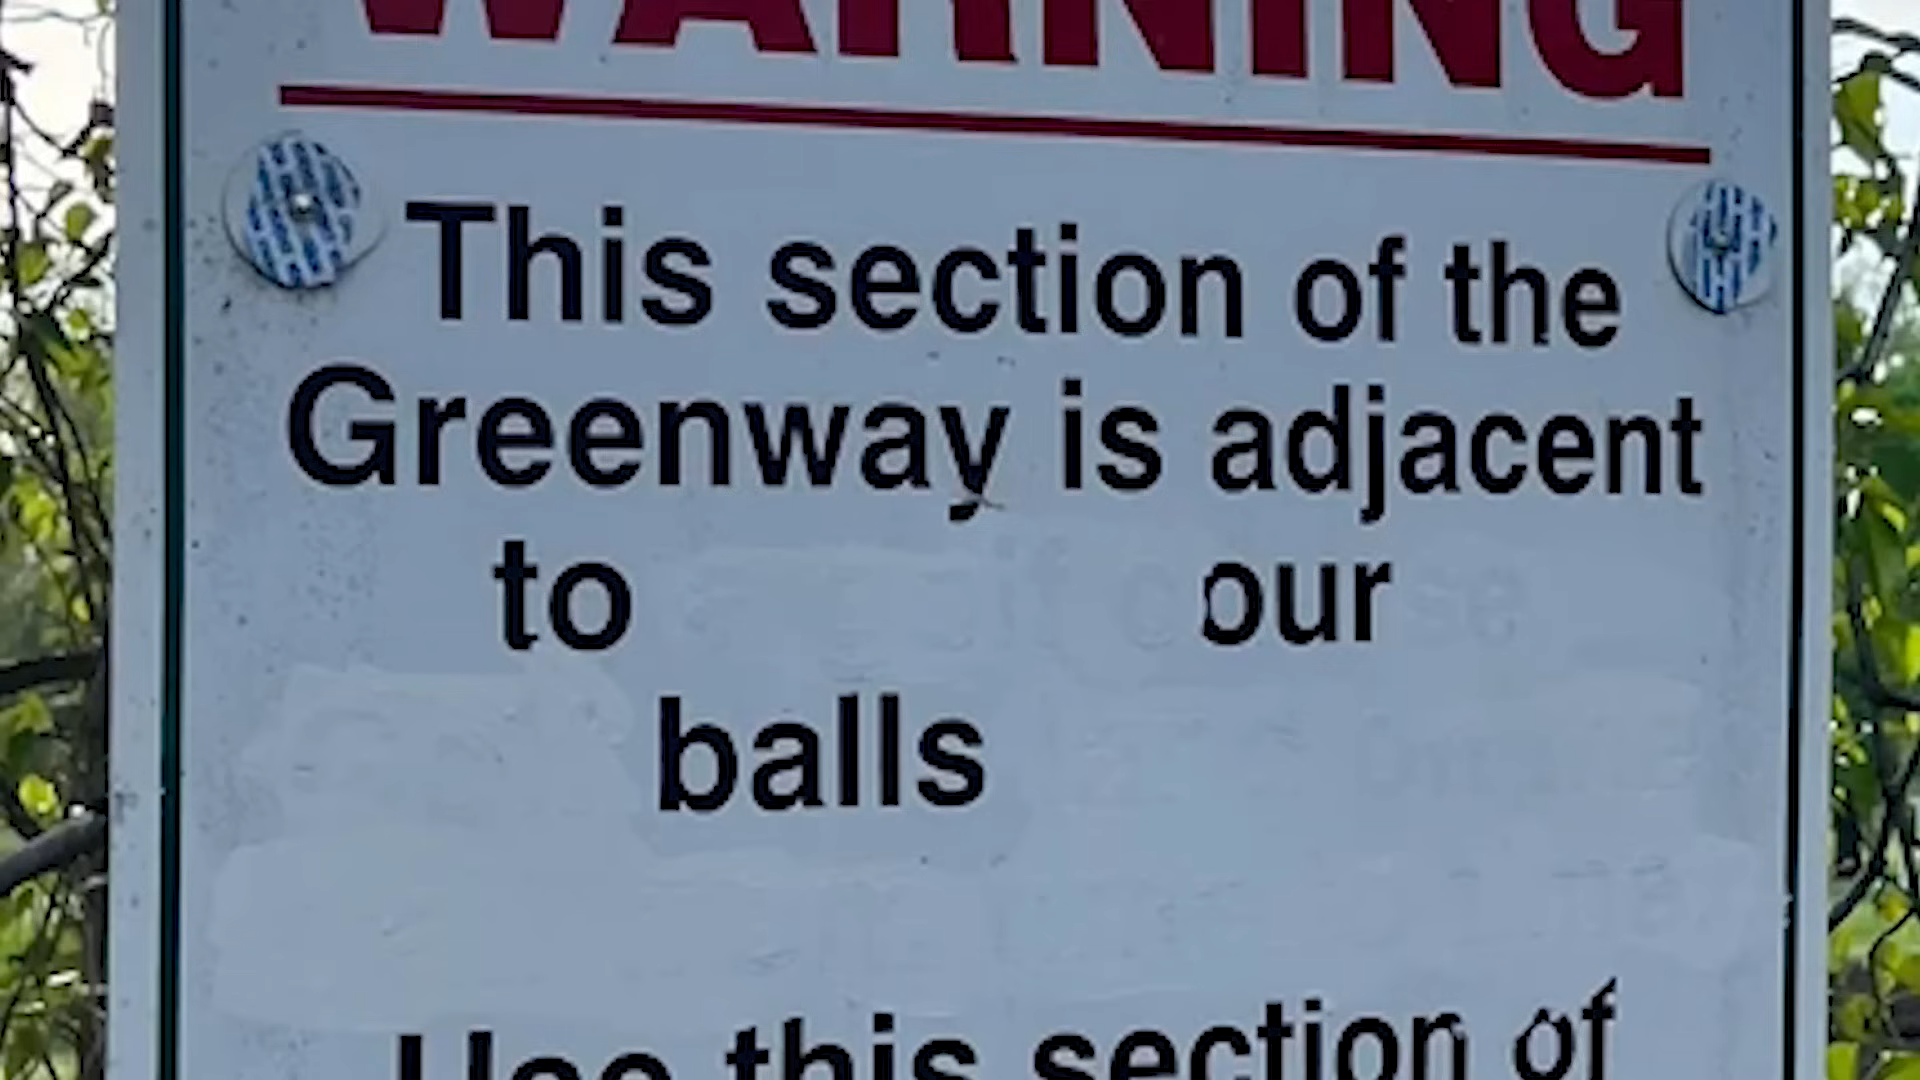 WARNING
This section of the
Greenway is adjacent
to our
balls
Use this section of